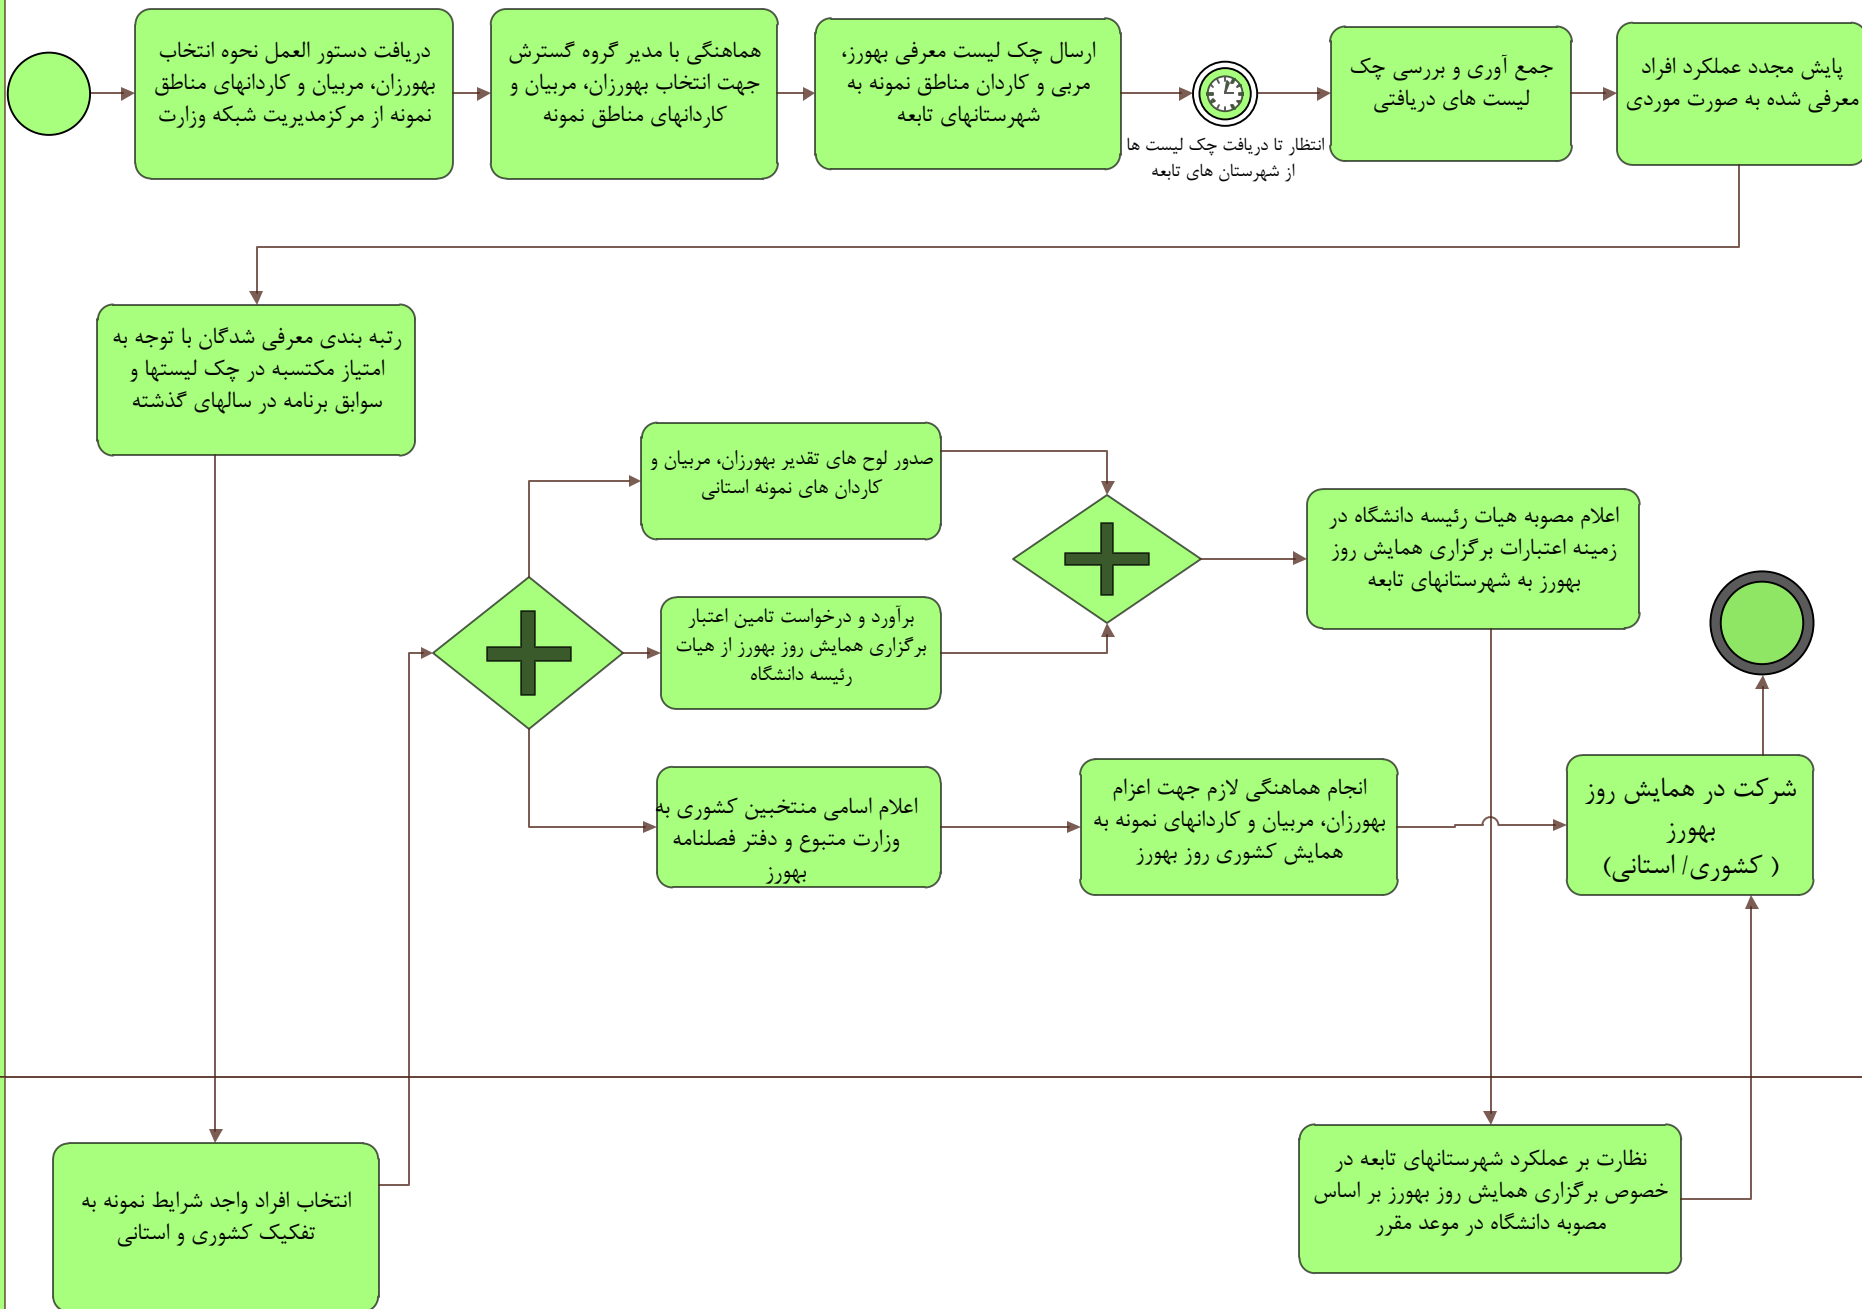 دریافت دستور العمل نحوه انتخاب
بهورزان، مربیان و کاردانهای مناطق
نمونه از مرکزمدیریت شبکه وزارت
هماهنگی با مدیر گروه گسترش
جهت انتخاب بهورزان، مربیان و
کاردانهای مناطق نمونه
ارسال چک لیست معرفی بهورز،
مربی و کاردان مناطق نمونه به
شهرستانهای تابعه
انتظار تا دریافت چک لیست ها
از شهرستان های تابعه
جمع آوری و بررسی چک
لیست های دریافتی
پایش مجدد عملکرد افراد
معرفی شده به صورت موردی
رتبه بندی معرفی شدگان با توجه به
امتیاز مکتسبه در چک لیستها و
سوابق برنامه در سالهای گذشته
صدور لوح های تقدیر بهورزان، مربیان و
کاردان های نمونه استانی
اعلام مصوبه هیات رئیسه دانشگاه در
زمینه اعتبارات برگزاری همایش روز
بهورز به شهرستانهای تابعه
برآورد و درخواست تامین اعتبار
برگزاری همایش روز بهورز از هیات
رئیسه دانشگاه
اعلام اسامی منتخبین کشوری به
وزارت متبوع و دفتر فصلنامه
بهورز
انجام هماهنگی لازم جهت اعزام
بهورزان، مربیان و کاردانهای نمونه به
همایش کشوری روز بهورز
شرکت در همایش روز
بهورز
( کشوری/ استانی)
انتخاب افراد واجد شرایط نمونه به
تفکیک کشوری و استانی
نظارت بر عملکرد شهرستانهای تابعه در
خصوص برگزاری همایش روز بهورز بر اساس
مصوبه دانشگاه در موعد مقرر